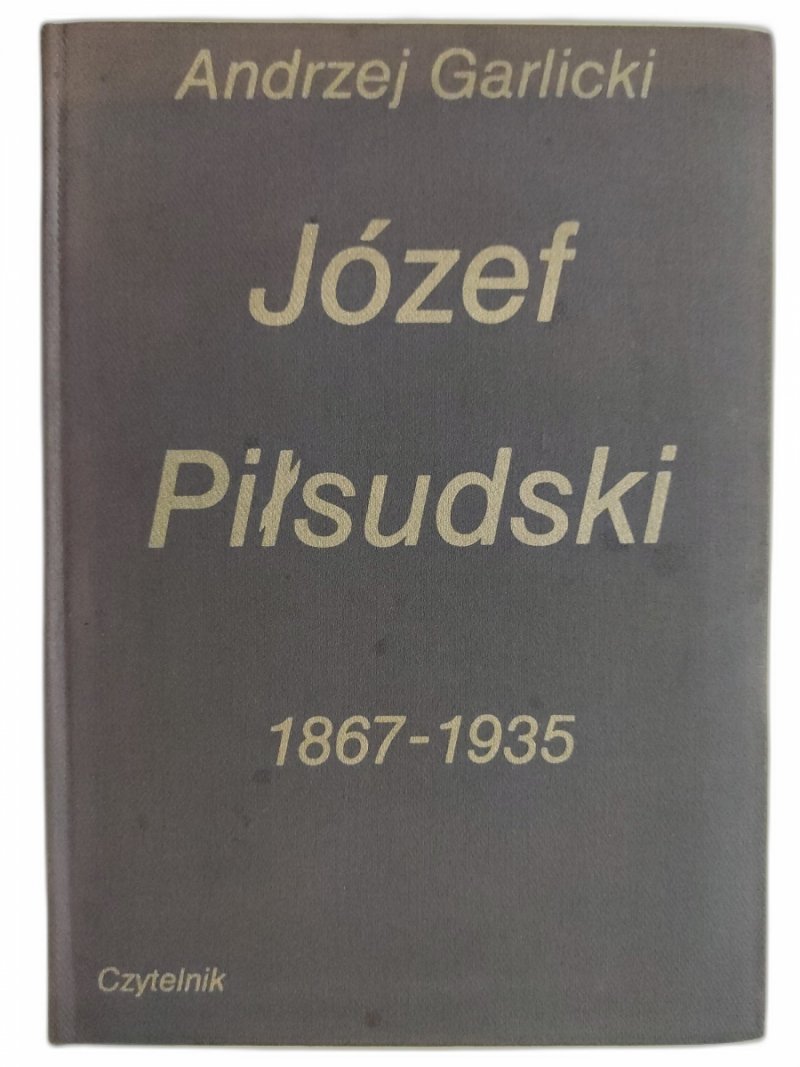 Andrzej Garlicki
Józef
Piłsudski
1867-1935
Czytelnik